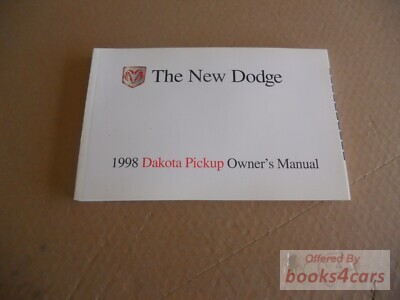 The New Dodge
1998 Dakota Pickup Owner's Manual
Offered By
books4cars